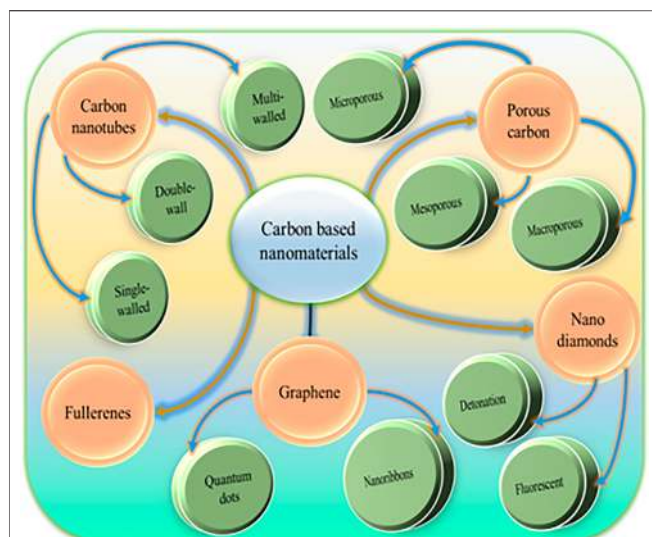 Carbon
nanotubes
Multi-
walled
Microporous
Porous
carbon
Double-
wall
Mesoporous
Macroporous
Carbon based
nanomaterials
Single-
walled
Nano
diamonds
Fullerenes
Graphene
Detonation
Quantum
dots
Nanoribbons
Fluorescent